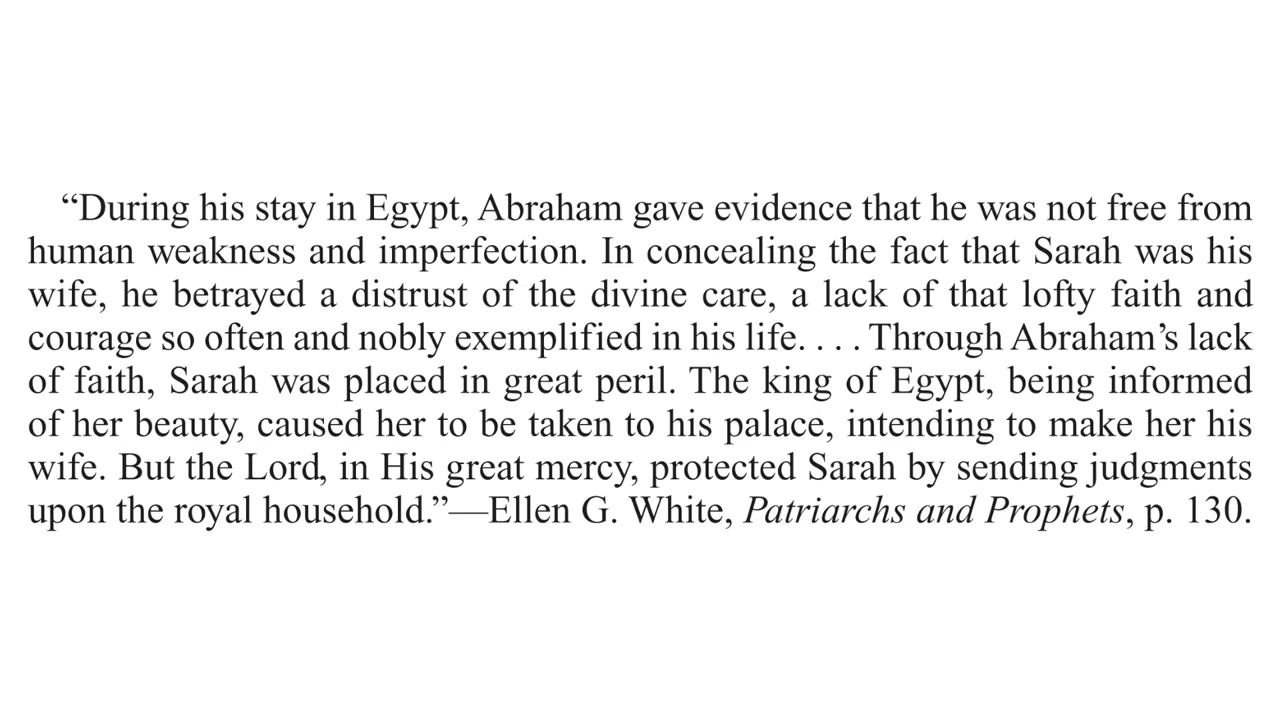 “During his stay in Egypt, Abraham gave evidence that he was not free from
human weakness and imperfection. In concealing the fact that Sarah was his
wife, he betrayed a distrust of the divine care, a lack of that lofty faith and
courage so often and nobly exemplified in his life. . . . Through Abraham’s lack
of faith, Sarah was placed in great peril. The king of Egypt, being informed
of her beauty, caused her to be taken to his palace, intending to make her his
wife. But the Lord, in His great mercy, protected Sarah by sending judgments
upon the royal household.”—Ellen G. White, Patriarchs and Prophets, p. 130.